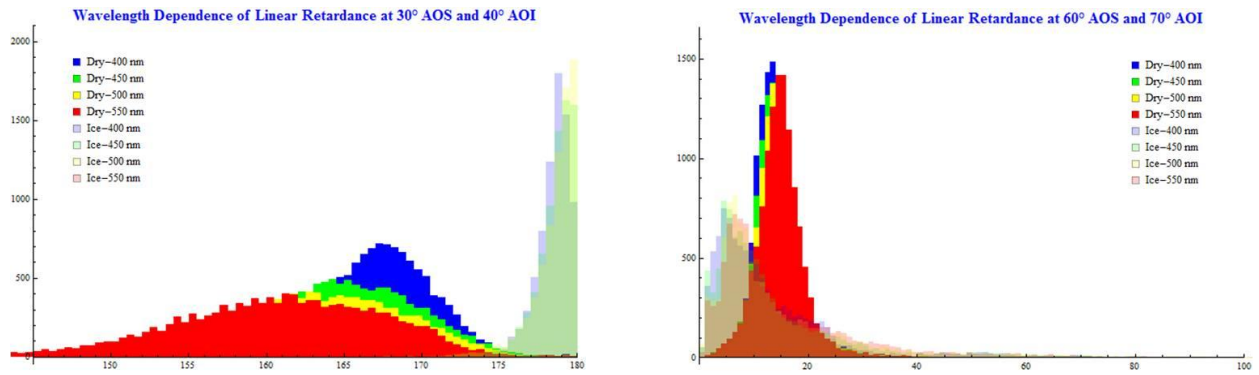 Wavelength Dependence of Linear Retardance at 30° AOS and 40° AOI
2000
1500
1000
500
0
150
155
160
165
170
175
180
Dry−400 nm
Dry−450 nm
Dry−500 nm
Dry−550 nm
Ice−400 nm
Ice−450 nm
Ice−500 nm
Ice−550 nm
Wavelength Dependence of Linear Retardance at 60° AOS and 70° AOI
1500
1000
500
0
20
40
60
80
100
Dry−400 nm
Dry−450 nm
Dry−500 nm
Dry−550 nm
Ice−400 nm
Ice−450 nm
Ice−500 nm
Ice−550 nm